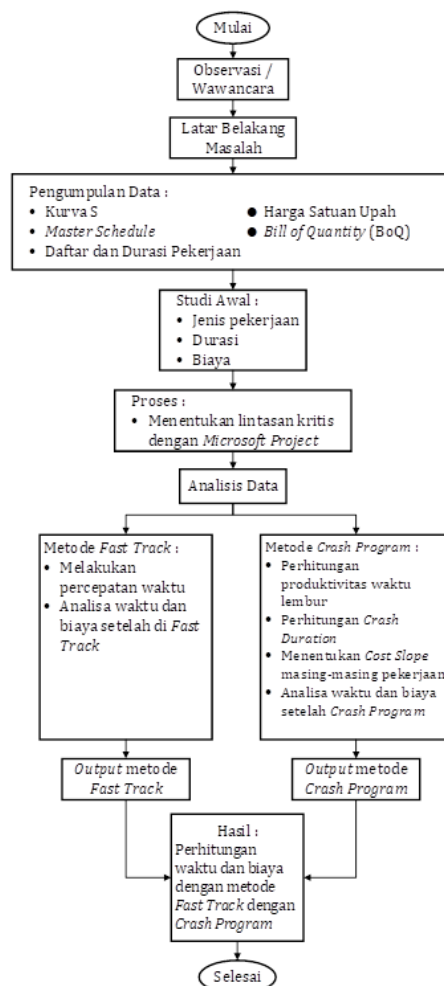 Mulai
Observasi /
Wawancara
Latar Belakang
Masalah
Pengumpulan Data :
• Kurva S
• Master Schedule
• Daftar dan Durasi Pekerjaan
● Harga Satuan Upah
● Bill of Quantity (BoQ)
Studi Awal :
• Jenis pekerjaan
• Durasi
• Biaya
Proses :
• Menentukan lintasan kritis
dengan Microsoft Project
Analisis Data
Metode Fast Track :
• Melakukan
percepatan waktu
• Analisa waktu dan
biaya setelah di Fast
Track
Metode Crash Program :
• Perhitungan
produktivitas waktu
lembur
• Perhitungan Crash
Duration
• Menentukan Cost Slope
masing-masing pekerjaan
• Analisa waktu dan biaya
setelah Crash Program
Output metode
Fast Track
Output metode
Crash Program
Hasil :
Perhitungan
waktu dan biaya
dengan metode
Fast Track dengan
Crash Program
Selesai